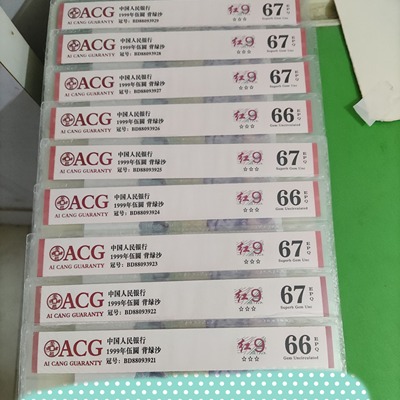 ACG 中国人民银行 红9 67 EPQ
AI CANG GUARANTY 1999年伍圆 背绿沙 ☆☆☆ Superb Gem Unc
ACG 中国人民银行 红9 67 EPQ
1999年伍圆 背绿沙
AI CANG GUARANTY 冠号: BD88093928 ☆☆☆ Superb Gem Unc
ACG 中国人民银行 红9 67 EPQ
1999年伍圆 背绿沙
AI CANG GUARANTY 冠号: BD88093927 ☆☆☆ Superb Gem Unc
ACG 中国人民银行 红9 66 EPQ
1999年伍圆 背绿沙
AI CANG GUARANTY 冠号: BD88093926 ☆☆☆ Gem Uncirculated
ACG 中国人民银行 红9 67 EPQ
1999年伍圆 背绿沙
AI CANG GUARANTY 冠号: BD88093925 ☆☆☆ Superb Gem Unc
ACG 中国人民银行 红9 66 EPQ
1999年伍圆 背绿沙
AI CANG GUARANTY 冠号: BD88093924 ☆☆☆ Gem Uncirculated
ACG 中国人民银行 红9 67 EPQ
1999年伍圆 背绿沙
AI CANG GUARANTY 冠号: BD88093923 ☆☆☆ Superb Gem Unc
ACG 中国人民银行 红9 67 EPQ
1999年伍圆 背绿沙
AI CANG GUARANTY 冠号: BD88093922 ☆☆☆ Superb Gem Unc
ACG 中国人民银行 红9 66 EPQ
1999年伍圆 背绿沙
AI CANG GUARANTY 冠号: BD88093921 ☆☆☆ Gem Uncirculated